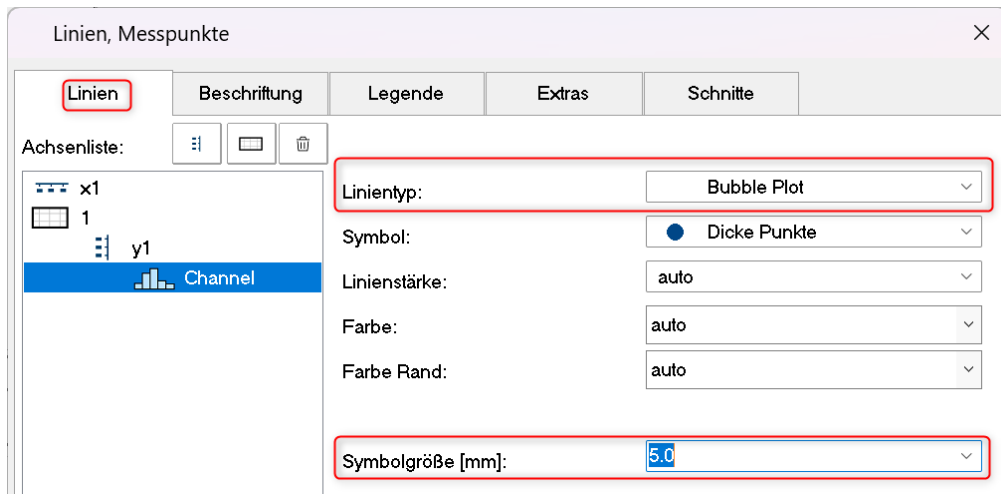 Linien, Messpunkte
Linien
Beschriftung
Legende
Extras
Schnitte
Achsenliste:
x1
1
y1
Channel
Linientyp:
Bubble Plot
Symbol:
Dicke Punkte
Linienstärke:
auto
Farbe:
auto
Farbe Rand:
auto
Symbolgröße [mm]:
5.0